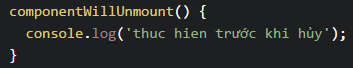 componentWillUnmount() {
  console.log('thuc hien trước khi hủy');
}